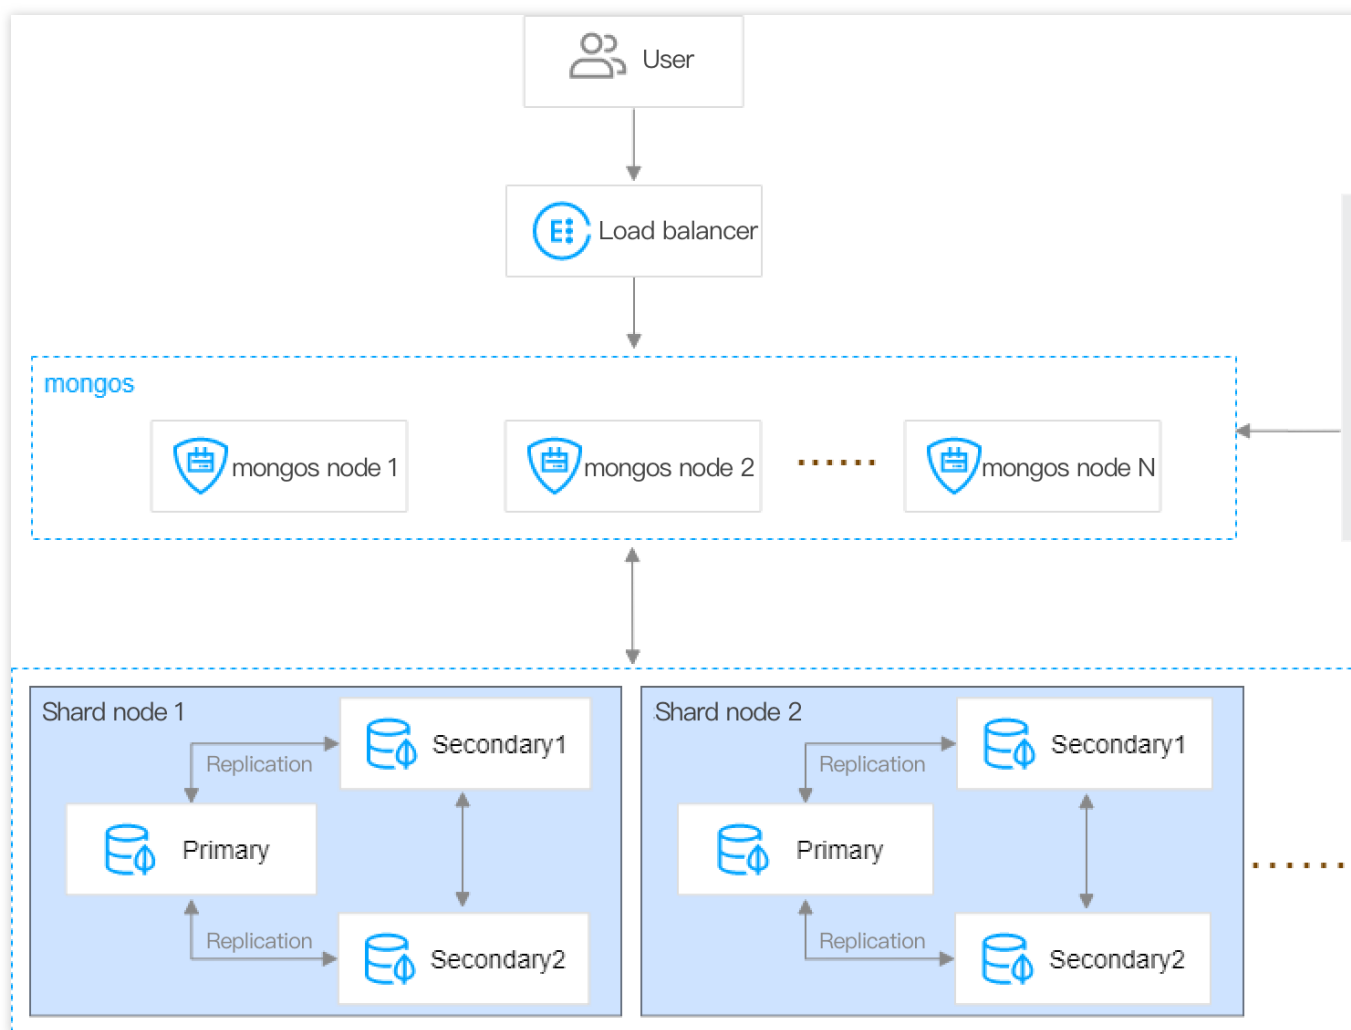 User
Load balancer
mongos
mongos node 1
mongos node 2
mongos node N
Shard node 1
Secondary1
Replication
Primary
Replication
Secondary2
Shard node 2
Secondary1
Replication
Primary
Replication
Secondary2